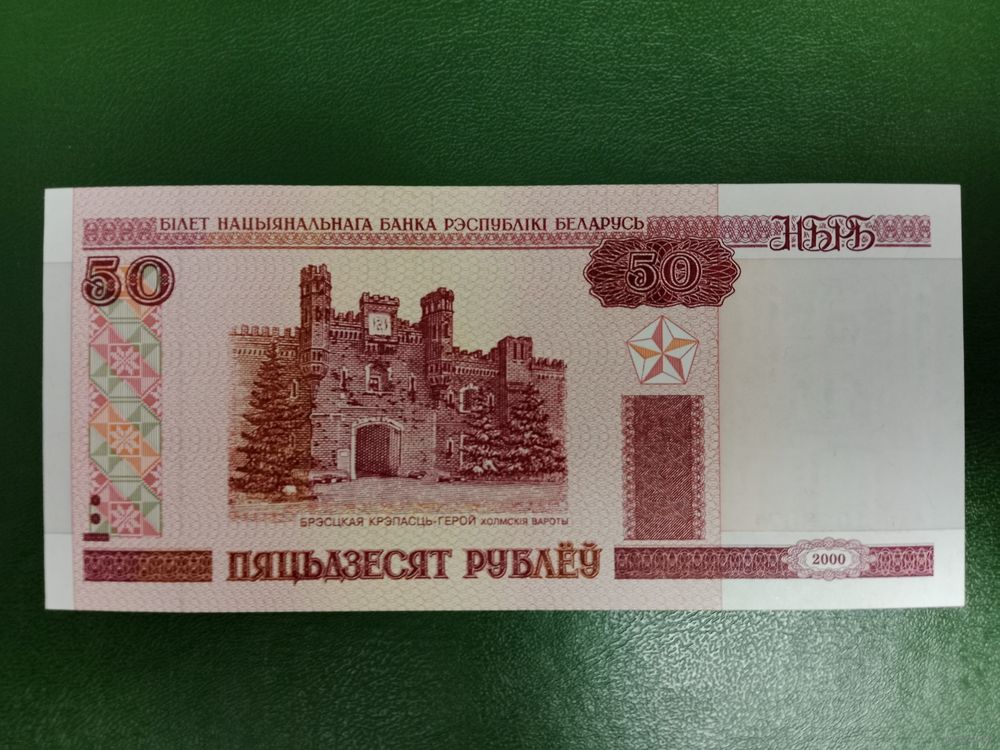 БІЛЕТ НАЦЫЯНАЛЬНАГА БАНКА РЭСПУБЛІКІ БЕЛАРУСЬ
НБРБ
50
50
БРЭСЦКАЯ КРЭПАСЦЬ-ГЕРОЙ ХОЛМСКІЯ ВАРОТЫ
ПЯЦЬДЗЕСЯТ РУБЛЁЎ
2000